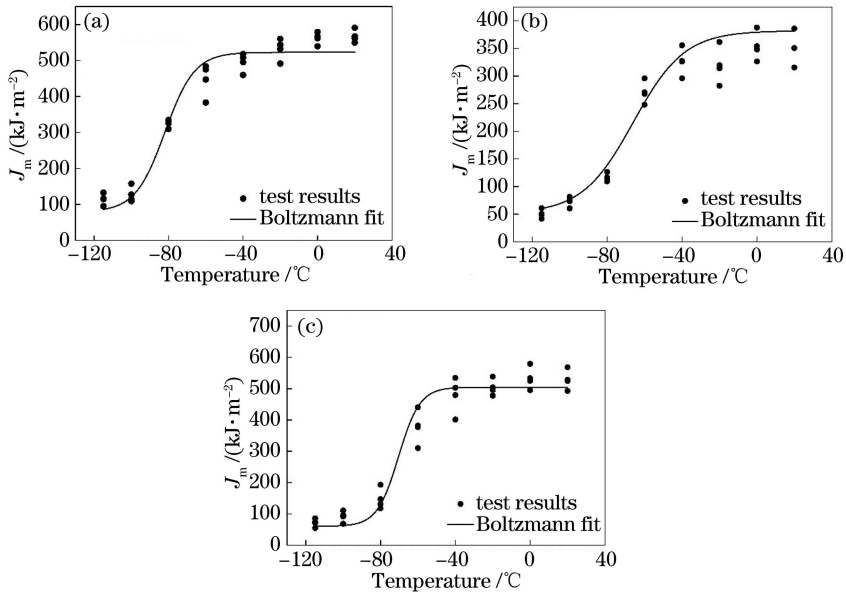 (a)
600
500
400
300
200
100
0
J_m /(kJ·m⁻²)
test results
Boltzmann fit
−120 −80 −40 0 40
Temperature /℃
(b)
400
350
300
250
200
150
100
50
0
J_m /(kJ·m⁻²)
test results
Boltzmann fit
−120 −80 −40 0 40
Temperature /℃
(c)
700
600
500
400
300
200
100
0
J_m /(kJ·m⁻²)
test results
Boltzmann fit
−120 −80 −40 0 40
Temperature /℃